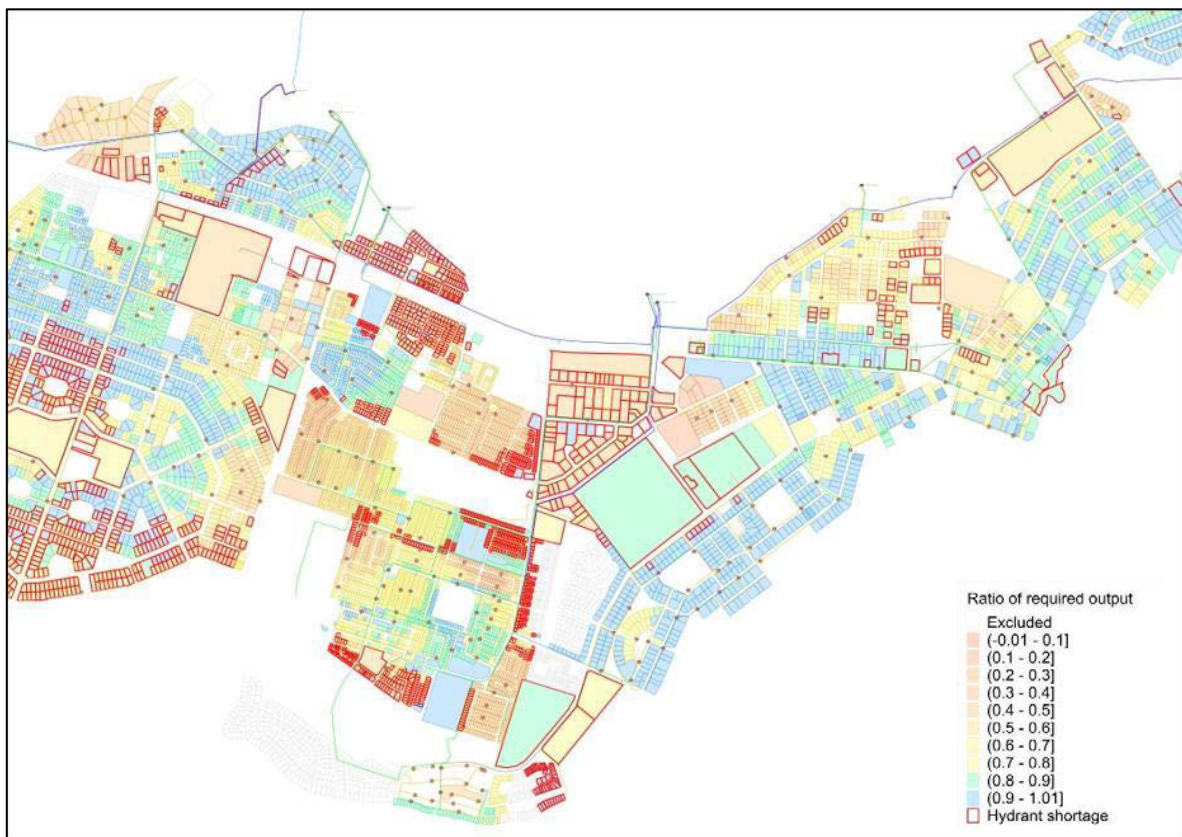 Ratio of required output
Excluded
(-0.01 - 0.1]
(0.1 - 0.2]
(0.2 - 0.3]
(0.3 - 0.4]
(0.4 - 0.5]
(0.5 - 0.6]
(0.6 - 0.7]
(0.7 - 0.8]
(0.8 - 0.9]
(0.9 - 1.01]
Hydrant shortage